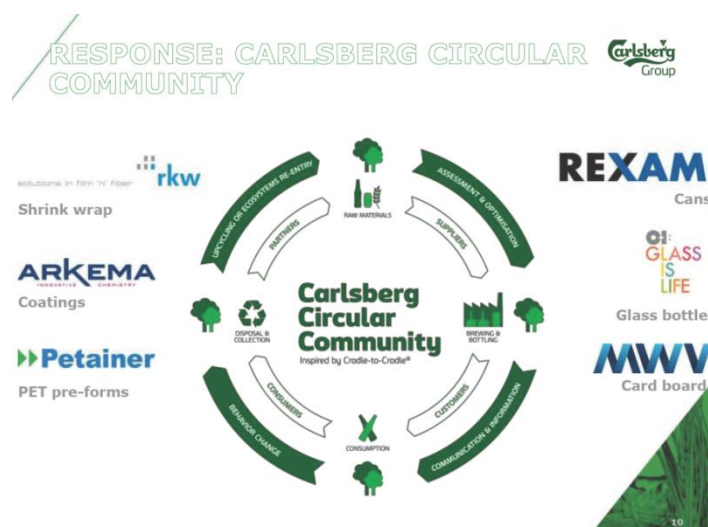 RESPONSE: CARLSBERG CIRCULAR
COMMUNITY
Carlsberg
Group
solutions in film 'n' fiber
rkw
Shrink wrap
ARKEMA
INNOVATIVE CHEMISTRY
Coatings
Petainer
PET pre-forms
UPCYCLING OR ECOSYSTEMS RE-ENTRY
ASSESSMENT & OPTIMISATION
PARTNERS
RAW MATERIALS
SUPPLIERS
DISPOSAL &
COLLECTION
Carlsberg
Circular
Community
Inspired by Cradle-to-Cradle®
BREWING &
BOTTLING
CONSUMERS
CUSTOMERS
BEHAVIOR CHANGE
CONSUMPTION
COMMUNICATION & INFORMATION
REXAM
Cans
O-I:
GLASS
IS
LIFE
Glass bottle
MWV
Card board
10